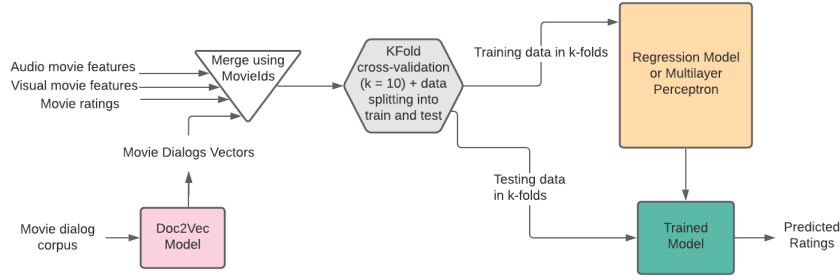 Audio movie features
Visual movie features
Movie ratings
Merge using
MovieIds
Movie Dialogs Vectors
Movie dialog
corpus
Doc2Vec
Model
KFold
cross-validation
(k = 10) + data
splitting into
train and test
Training data in k-folds
Testing data
in k-folds
Regression Model
or Multilayer
Perceptron
Trained
Model
Predicted
Ratings